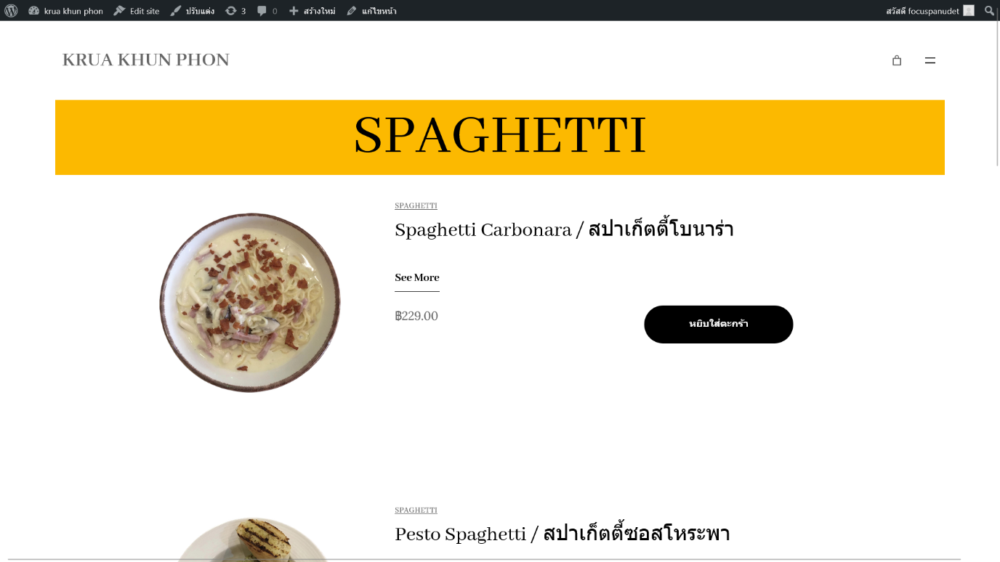 krua khun phon Edit site ปรับแต่ง 3 0 สร้างใหม่ แก้ไขหน้า สวัสดี focuspanudet
KRUA KHUN PHON
SPAGHETTI
SPAGHETTI
Spaghetti Carbonara / สปาเก็ตตี้โบนาร่า
See More
฿229.00
หยิบใส่ตะกร้า
SPAGHETTI
Pesto Spaghetti / สปาเก็ตตี้ซอสโหระพา